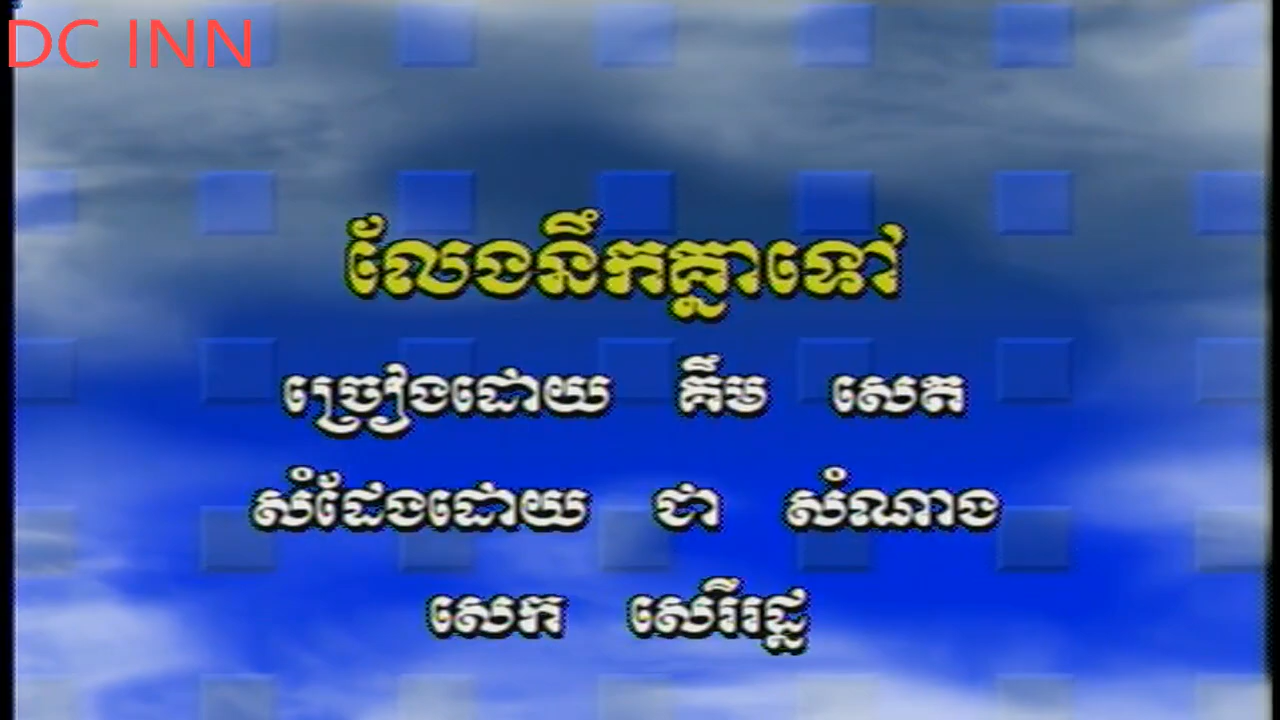 DC INN
លែងនឹកគ្នាទៅ
ច្រៀងដោយ គឹម សេត
សំដែងដោយ ជា សំណាង
សេក សេរីរដ្ឋ